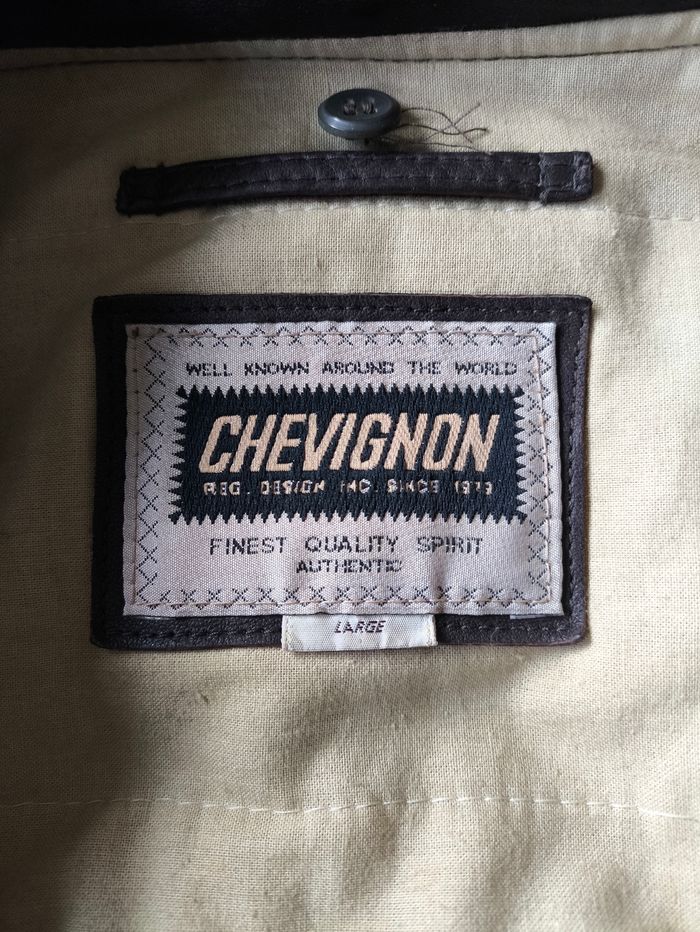 WELL KNOWN AROUND THE WORLD
CHEVIGNON
REG. DESIGN INC. SINCE 1979
FINEST QUALITY SPIRIT
AUTHENTIC
LARGE